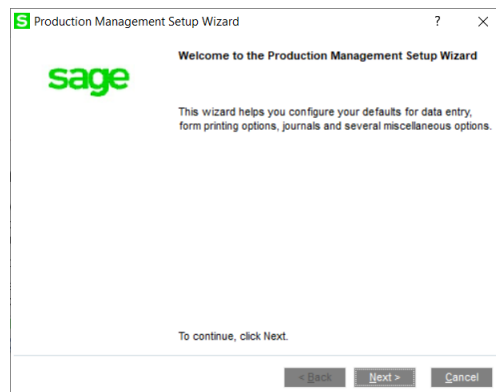 S Production Management Setup Wizard ? X
sage
Welcome to the Production Management Setup Wizard
This wizard helps you configure your defaults for data entry,
form printing options, journals and several miscellaneous options.
To continue, click Next.
< Back Next > Cancel